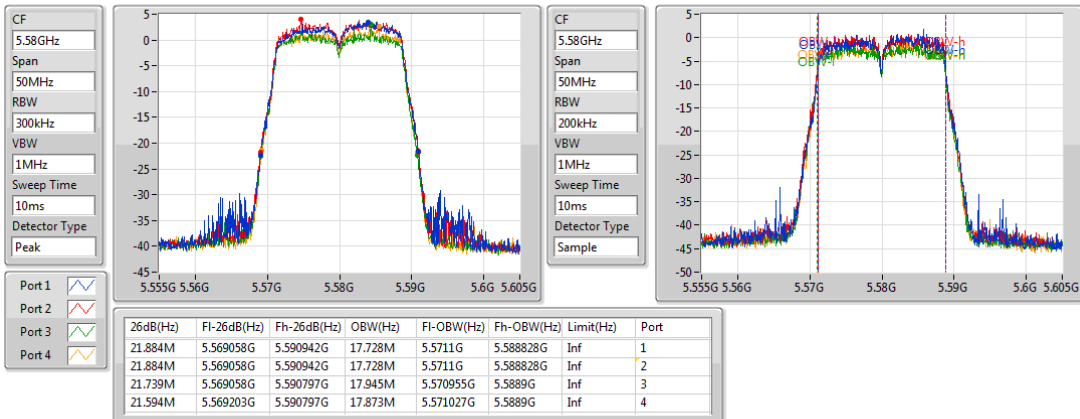 CF
5.58GHz
Span
50MHz
RBW
300kHz
VBW
1MHz
Sweep Time
10ms
Detector Type
Peak
5
0
-5
-10
-15
-20
-25
-30
-35
-40
-45
5.555G 5.56G 5.57G 5.58G 5.59G 5.6G 5.605G
CF
5.58GHz
Span
50MHz
RBW
200kHz
VBW
1MHz
Sweep Time
10ms
Detector Type
Sample
5
0
-5
-10
-15
-20
-25
-30
-35
-40
-45
-50
5.555G 5.56G 5.57G 5.58G 5.59G 5.6G 5.605G
Port 1
Port 2
Port 3
Port 4
26dB(Hz) Fl-26dB(Hz) Fh-26dB(Hz) OBW(Hz) Fl-OBW(Hz) Fh-OBW(Hz) Limit(Hz) Port
21.884M 5.569058G 5.590942G 17.728M 5.5711G 5.588828G Inf 1
21.884M 5.569058G 5.590942G 17.728M 5.5711G 5.588828G Inf 2
21.739M 5.569058G 5.590797G 17.945M 5.570955G 5.5889G Inf 3
21.594M 5.569203G 5.590797G 17.873M 5.571027G 5.5889G Inf 4